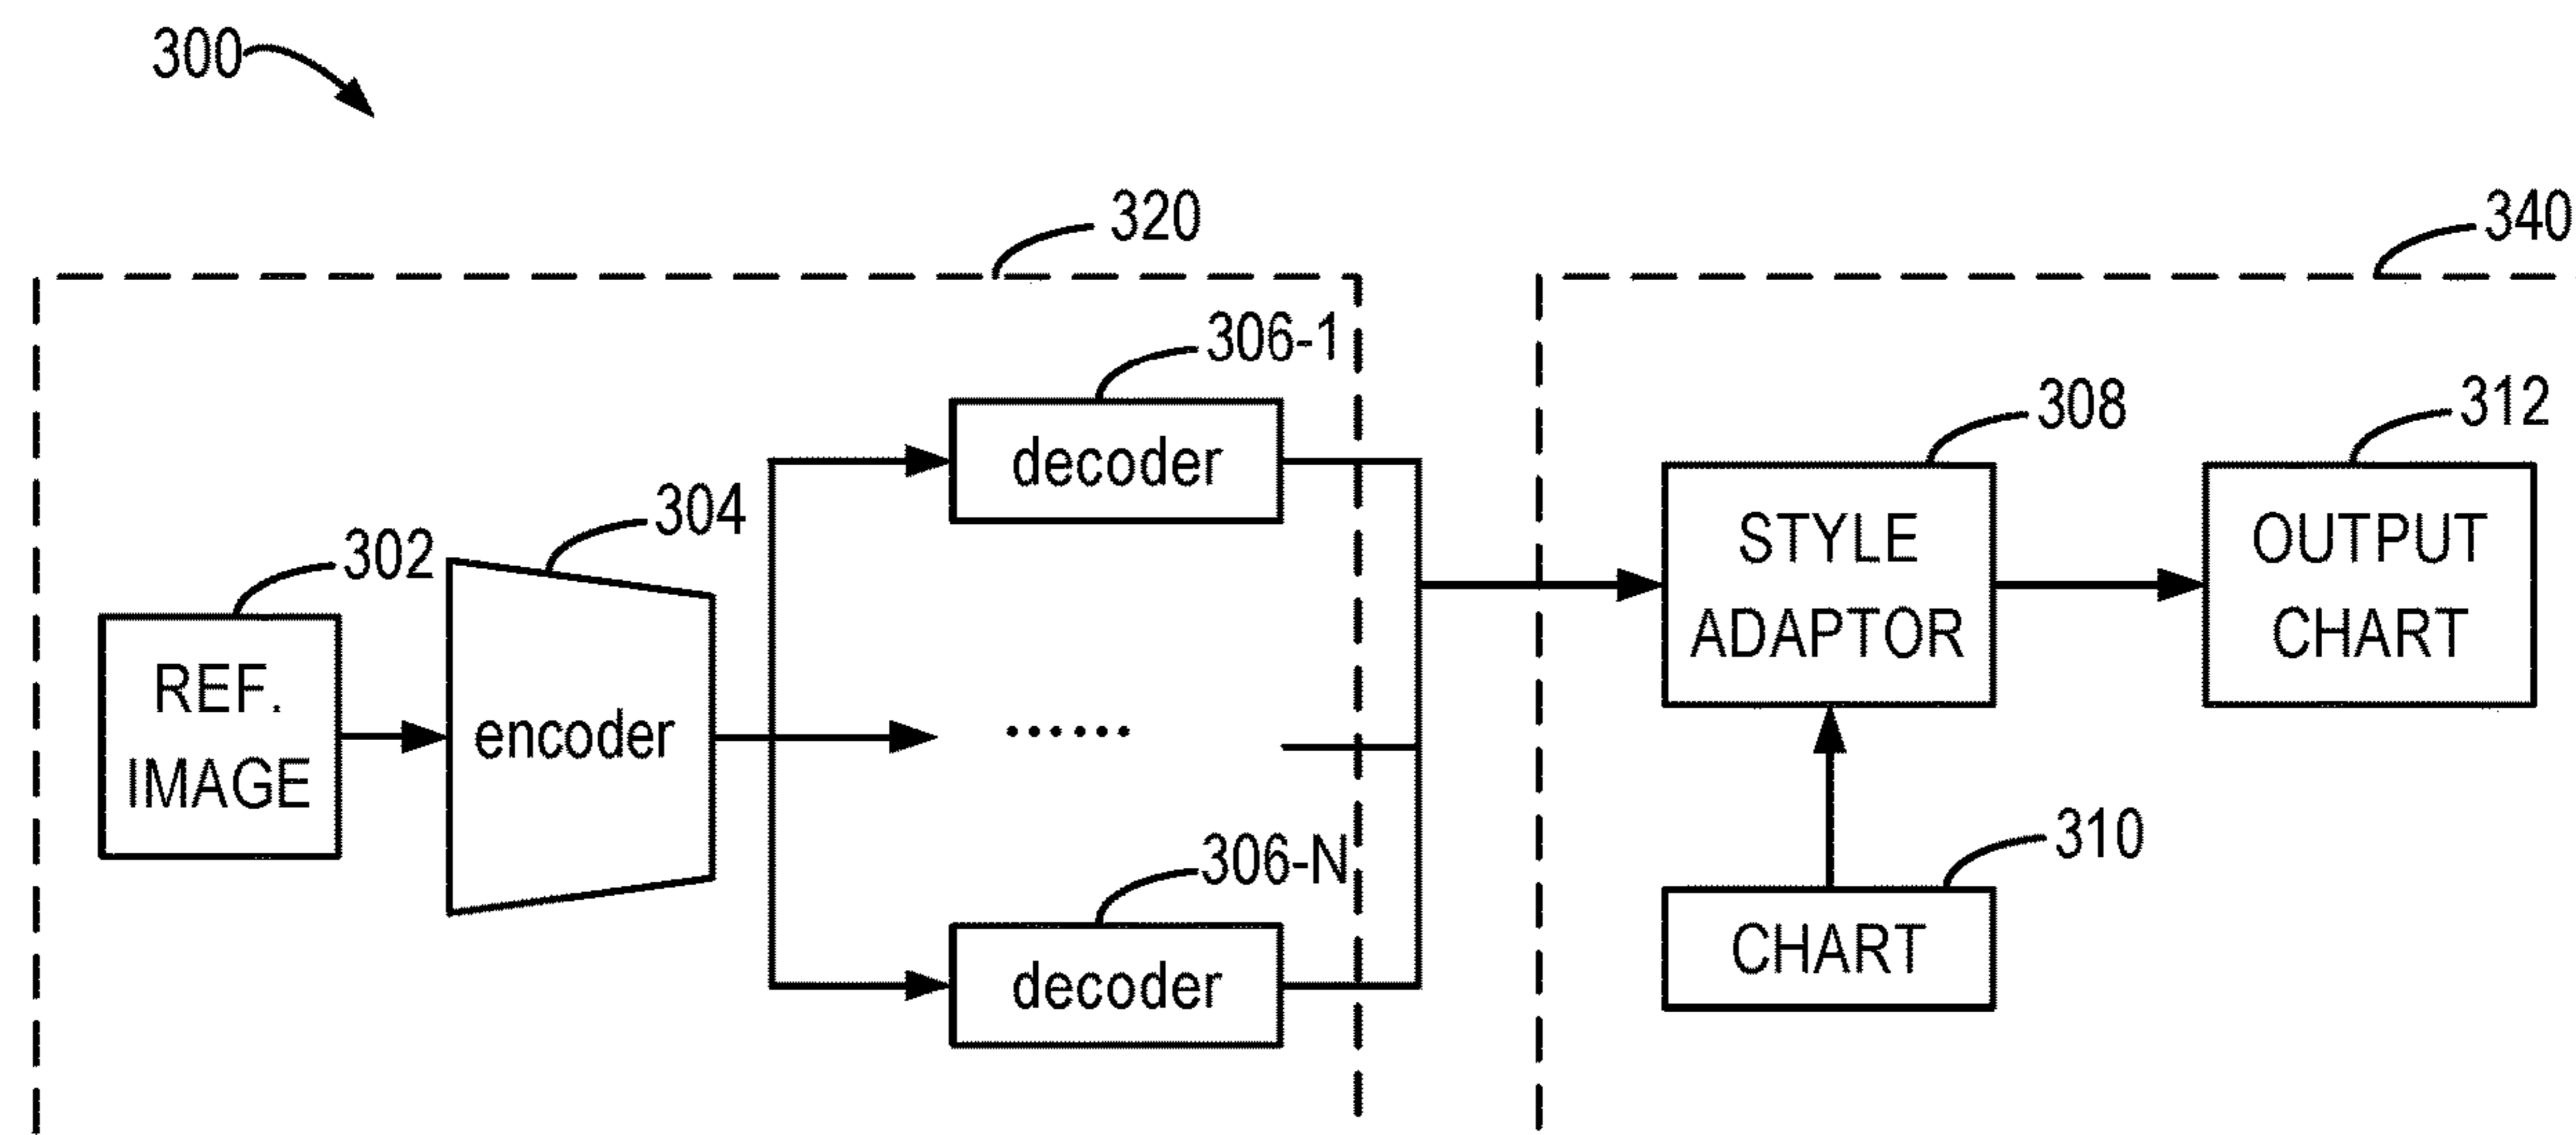 300
320
340
306-1
decoder
308
312
STYLE
ADAPTOR
OUTPUT
CHART
304
302
encoder
REF.
IMAGE
......
310
CHART
306-N
decoder